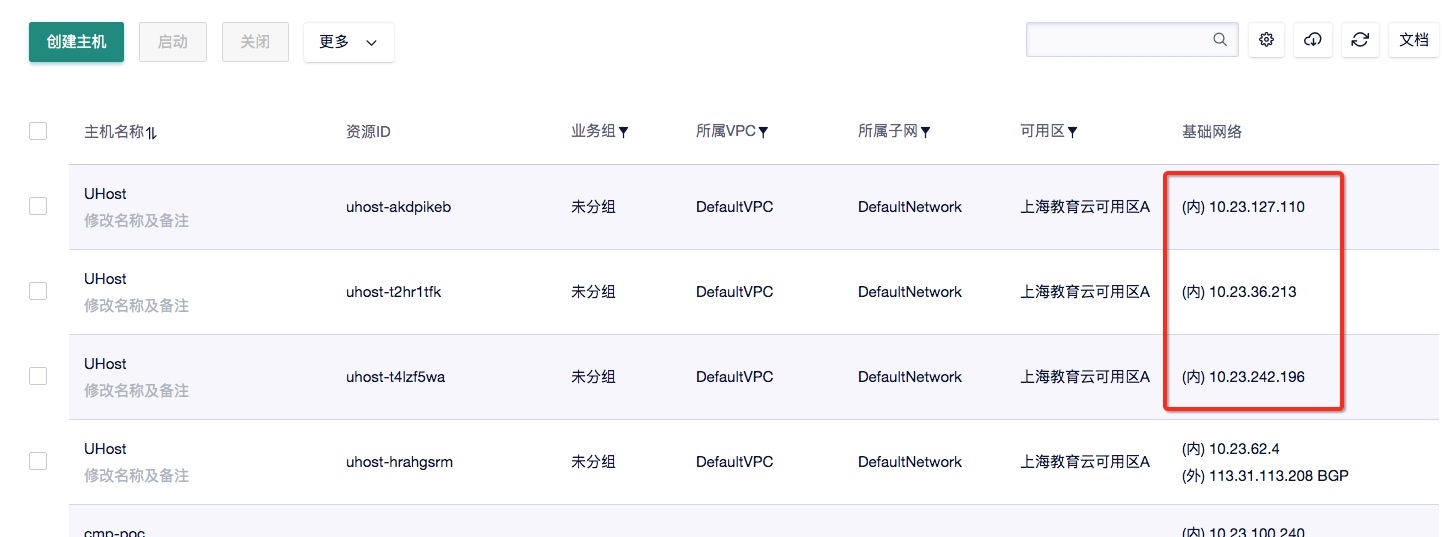 创建主机 启动 关闭 更多 文档
主机名称 资源ID 业务组 所属VPC 所属子网 可用区 基础网络
UHost
修改名称及备注
uhost-akdpikeb 未分组 DefaultVPC DefaultNetwork 上海教育云可用区A (内) 10.23.127.110
UHost
修改名称及备注
uhost-t2hr1tfk 未分组 DefaultVPC DefaultNetwork 上海教育云可用区A (内) 10.23.36.213
UHost
修改名称及备注
uhost-t4lzf5wa 未分组 DefaultVPC DefaultNetwork 上海教育云可用区A (内) 10.23.242.196
UHost
修改名称及备注
uhost-hrahgsrm 未分组 DefaultVPC DefaultNetwork 上海教育云可用区A (内) 10.23.62.4
(外) 113.31.113.208 BGP
cmp-poc (内) 10.23.100.240